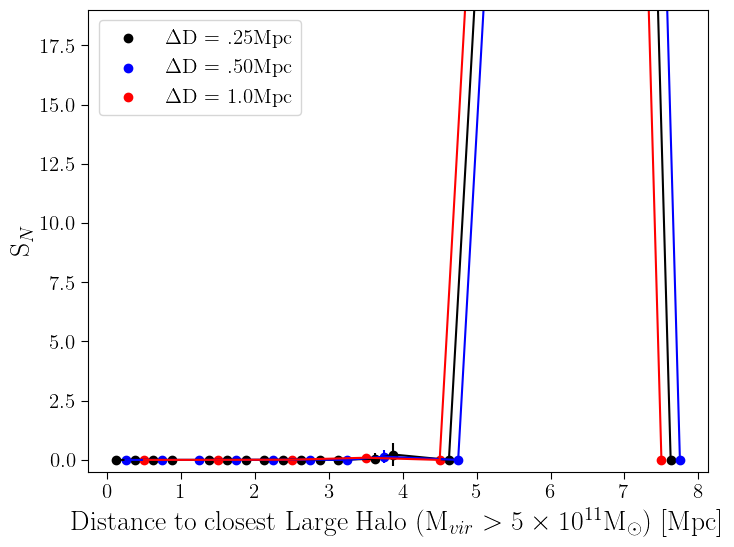 ΔD = .25Mpc
ΔD = .50Mpc
ΔD = 1.0Mpc
17.5
15.0
12.5
10.0
7.5
5.0
2.5
0.0
S_N
0 1 2 3 4 5 6 7 8
Distance to closest Large Halo (M_{vir} > 5 × 10^{11}M_⊙) [Mpc]